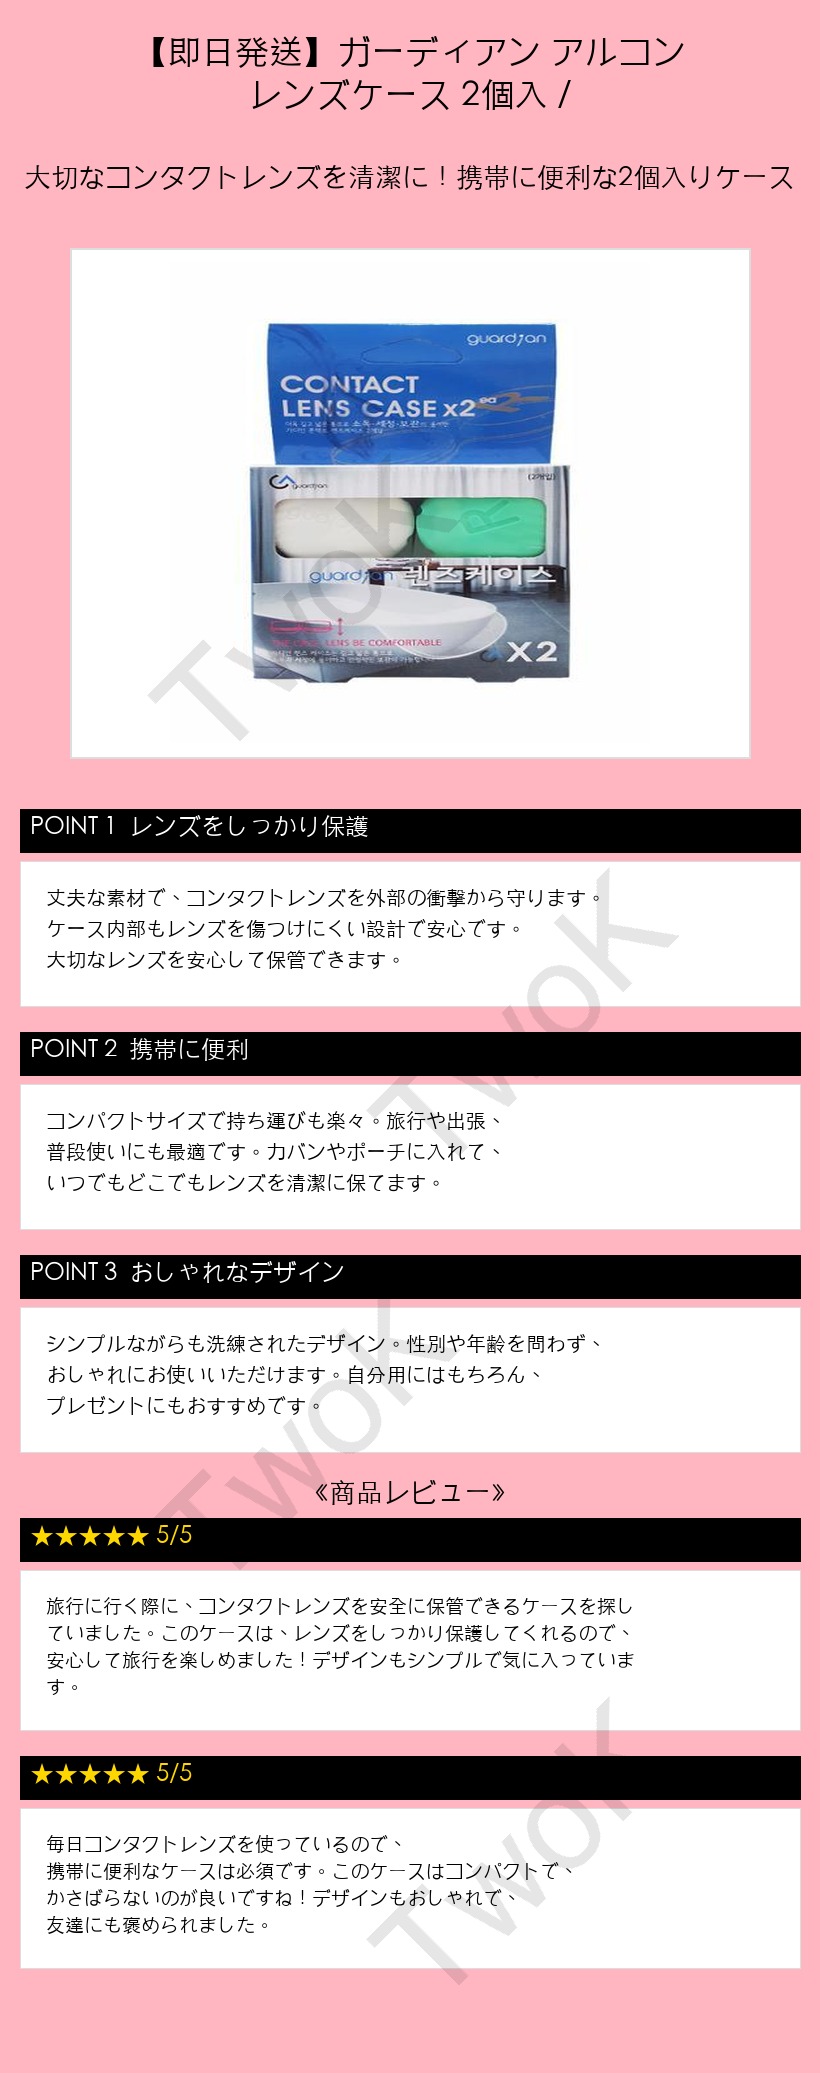 【即日発送】ガーディアン アルコン
レンズケース 2個入 /
大切なコンタクトレンズを清潔に！携帯に便利な2個入りケース
guardian
CONTACT
LENS CASE x2 ea
guardian
(2개입)
guardian 렌즈케이스
LENS BE COMFORTABLE
X2
TwoK
POINT 1 レンズをしっかり保護
丈夫な素材で、コンタクトレンズを外部の衝撃から守ります。
ケース内部もレンズを傷つけにくい設計で安心です。
大切なレンズを安心して保管できます。
TwoK
POINT 2 携帯に便利
コンパクトサイズで持ち運びも楽々。旅行や出張、
普段使いにも最適です。カバンやポーチに入れて、
いつでもどこでもレンズを清潔に保てます。
POINT 3 おしゃれなデザイン
シンプルながらも洗練されたデザイン。性別や年齢を問わず、
おしゃれにお使いいただけます。自分用にはもちろん、
プレゼントにもおすすめです。
TwoK
《商品レビュー》
★★★★★ 5/5
旅行に行く際に、コンタクトレンズを安全に保管できるケースを探し
ていました。このケースは、レンズをしっかり保護してくれるので、
安心して旅行を楽しめました！デザインもシンプルで気に入っていま
す。
★★★★★ 5/5
毎日コンタクトレンズを使っているので、
携帯に便利なケースは必須です。このケースはコンパクトで、
かさばらないのが良いですね！デザインもおしゃれで、
友達にも褒められました。
TwoK